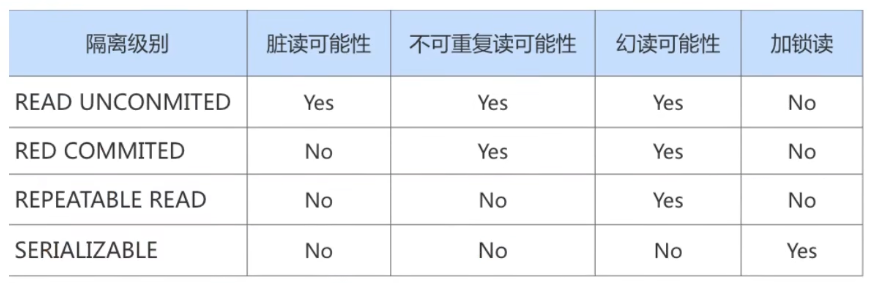 隔离级别 脏读可能性 不可重复读可能性 幻读可能性 加锁读
READ UNCONMITED Yes Yes Yes No
RED COMMITED No Yes Yes No
REPEATABLE READ No No Yes No
SERIALIZABLE No No No Yes